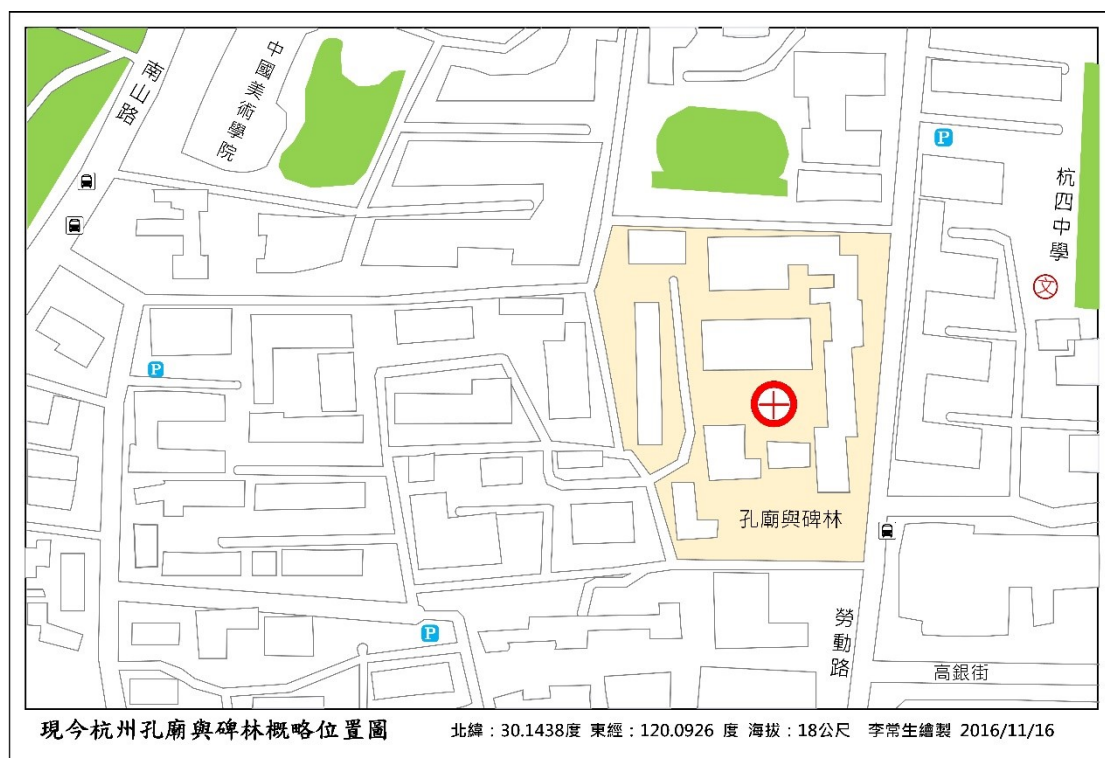 南山路
中國美術學院
P
杭四中學
文
P
孔廟與碑林
P
勞動路
高銀街
現今杭州孔廟與碑林概略位置圖
北緯：30.1438度 東經：120.0926 度 海拔：18公尺 李常生繪製 2016/11/16